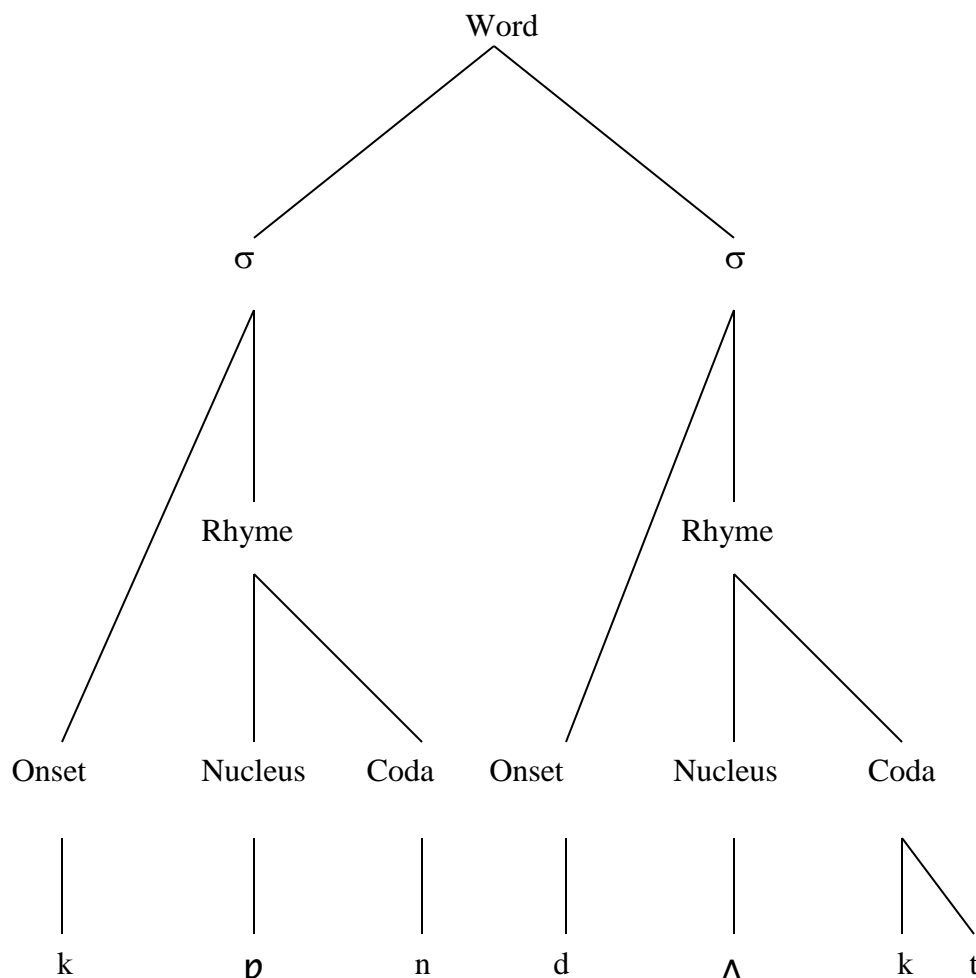 Word
σ σ
Rhyme Rhyme
Onset Nucleus Coda Onset Nucleus Coda
k ɒ n d ʌ k t